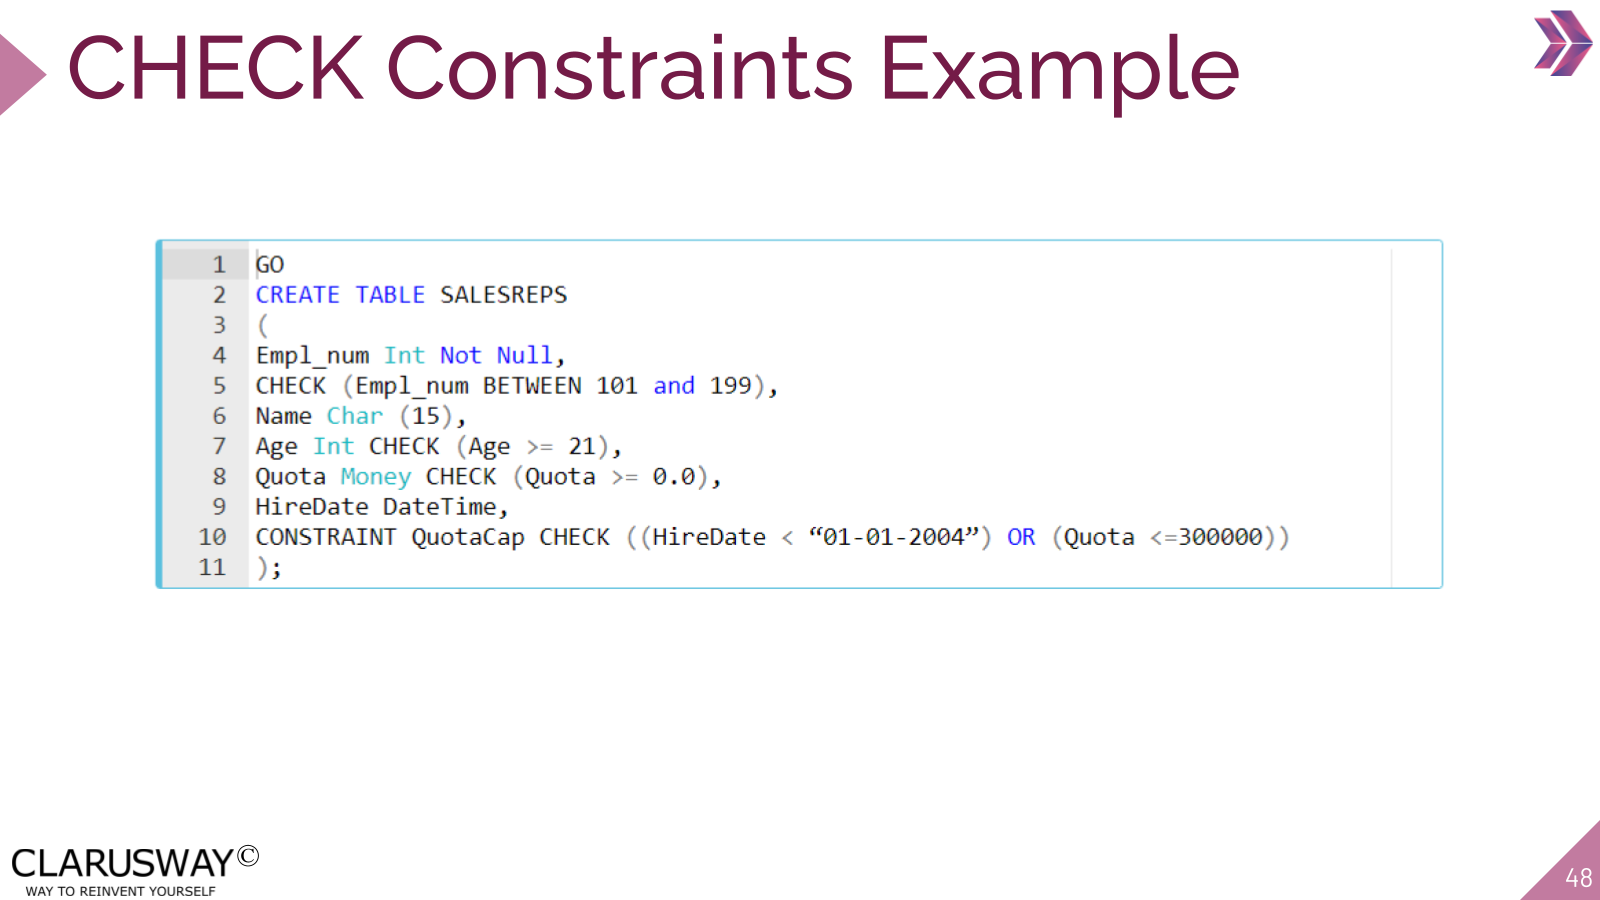 CHECK Constraints Example
1 GO
2 CREATE TABLE SALESREPS
3 (
4 Empl_num Int Not Null,
5 CHECK (Empl_num BETWEEN 101 and 199),
6 Name Char (15),
7 Age Int CHECK (Age >= 21),
8 Quota Money CHECK (Quota >= 0.0),
9 HireDate DateTime,
10 CONSTRAINT QuotaCap CHECK ((HireDate < “01-01-2004”) OR (Quota <=300000))
11 );
CLARUSWAY©
WAY TO REINVENT YOURSELF
48